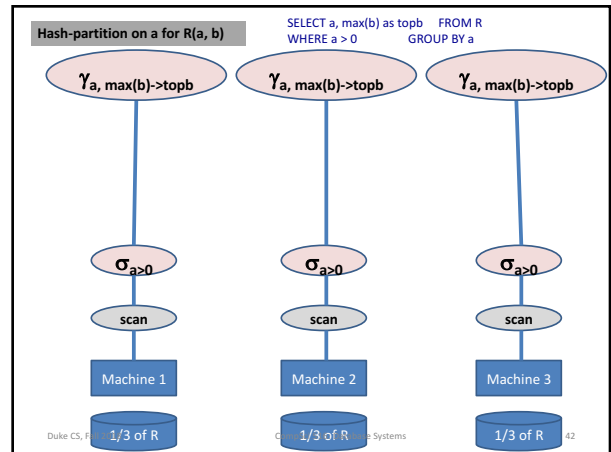 Hash-partition on a for R(a, b)
SELECT a, max(b) as topb FROM R
WHERE a > 0 GROUP BY a
γa, max(b)->topb γa, max(b)->topb γa, max(b)->topb
σa>0 σa>0 σa>0
scan scan scan
Machine 1 Machine 2 Machine 3
1/3 of R 1/3 of R 1/3 of R
Duke CS, Systems 42